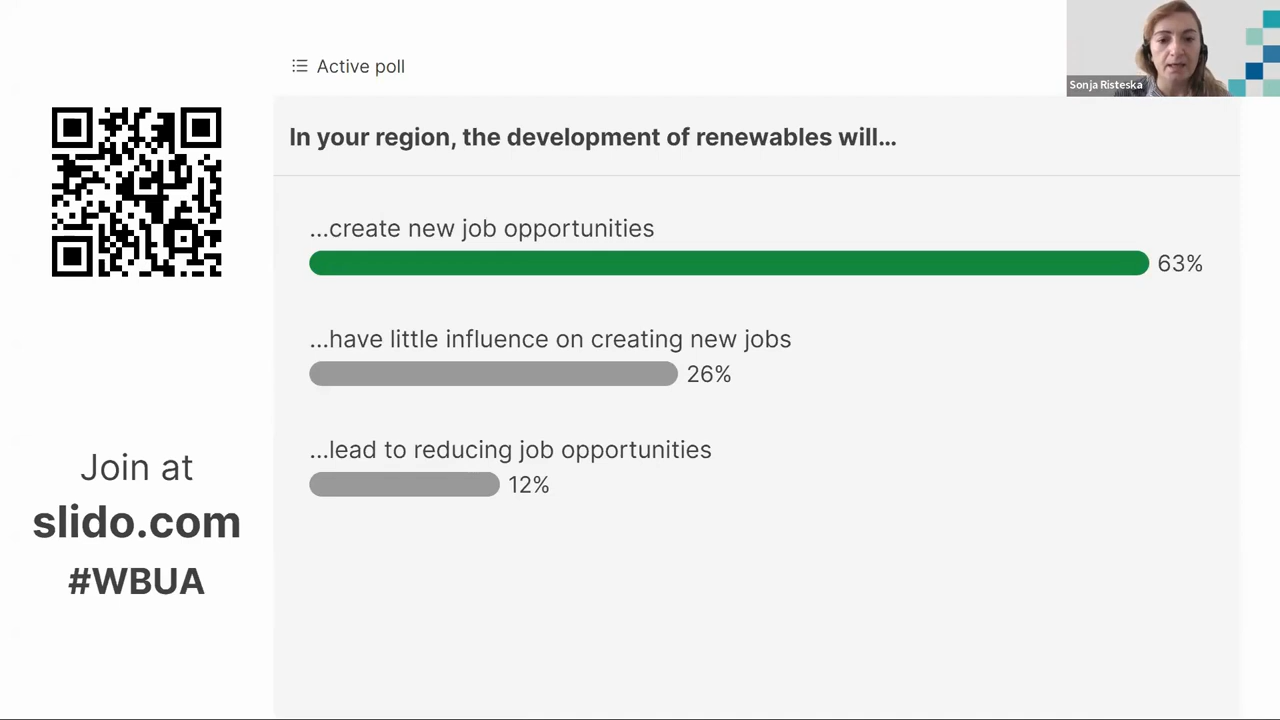 Active poll
Sonja Risteska
In your region, the development of renewables will...
...create new job opportunities
63%
...have little influence on creating new jobs
26%
...lead to reducing job opportunities
12%
Join at
slido.com
#WBUA